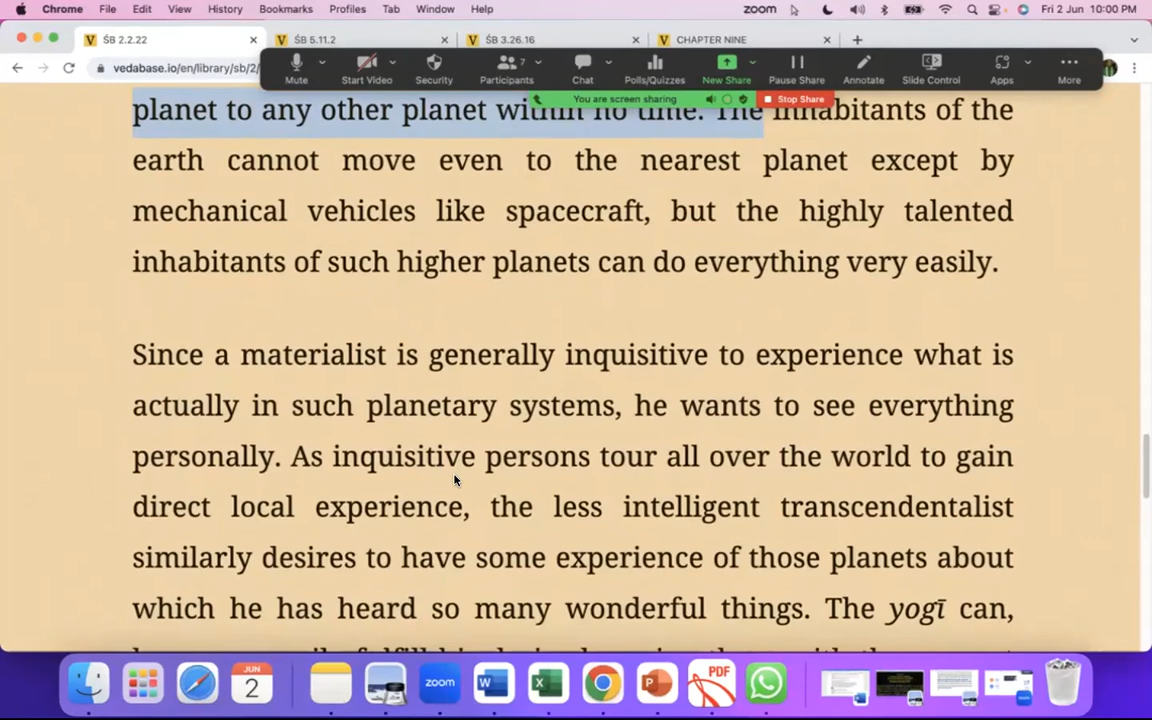 Chrome File Edit View History Bookmarks Profiles Tab Window Help zoom Fri 2 Jun 10:00 PM
ŚB 2.2.22 ŚB 5.11.2 ŚB 3.26.16 CHAPTER NINE
vedabase.io/en/library/sb/2/
Mute Start Video Security Participants 7 Chat Polls/Quizzes New Share Pause Share Annotate Slide Control Apps More
You are screen sharing Stop Share
planet to any other planet within no time. The inhabitants of the
earth cannot move even to the nearest planet except by
mechanical vehicles like spacecraft, but the highly talented
inhabitants of such higher planets can do everything very easily.
Since a materialist is generally inquisitive to experience what is
actually in such planetary systems, he wants to see everything
personally. As inquisitive persons tour all over the world to gain
direct local experience, the less intelligent transcendentalist
similarly desires to have some experience of those planets about
which he has heard so many wonderful things. The yogī can,
JUN
2
zoom
W
X
P
PDF